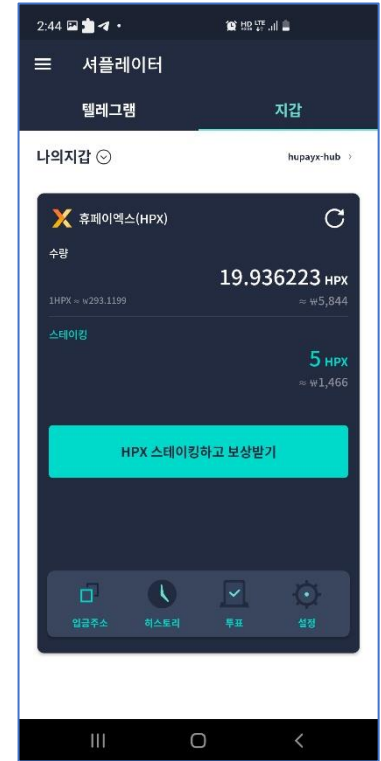 2:44
HD LTE
셔플레이터
텔레그램 지갑
나의지갑 hupayx-hub
X 휴페이엑스(HPX)
수량
19.936223 HPX
1HPX ≈ ₩293.1199 ≈ ₩5,844
스테이킹
5 HPX
≈ ₩1,466
HPX 스테이킹하고 보상받기
입금주소 히스토리 투표 설정